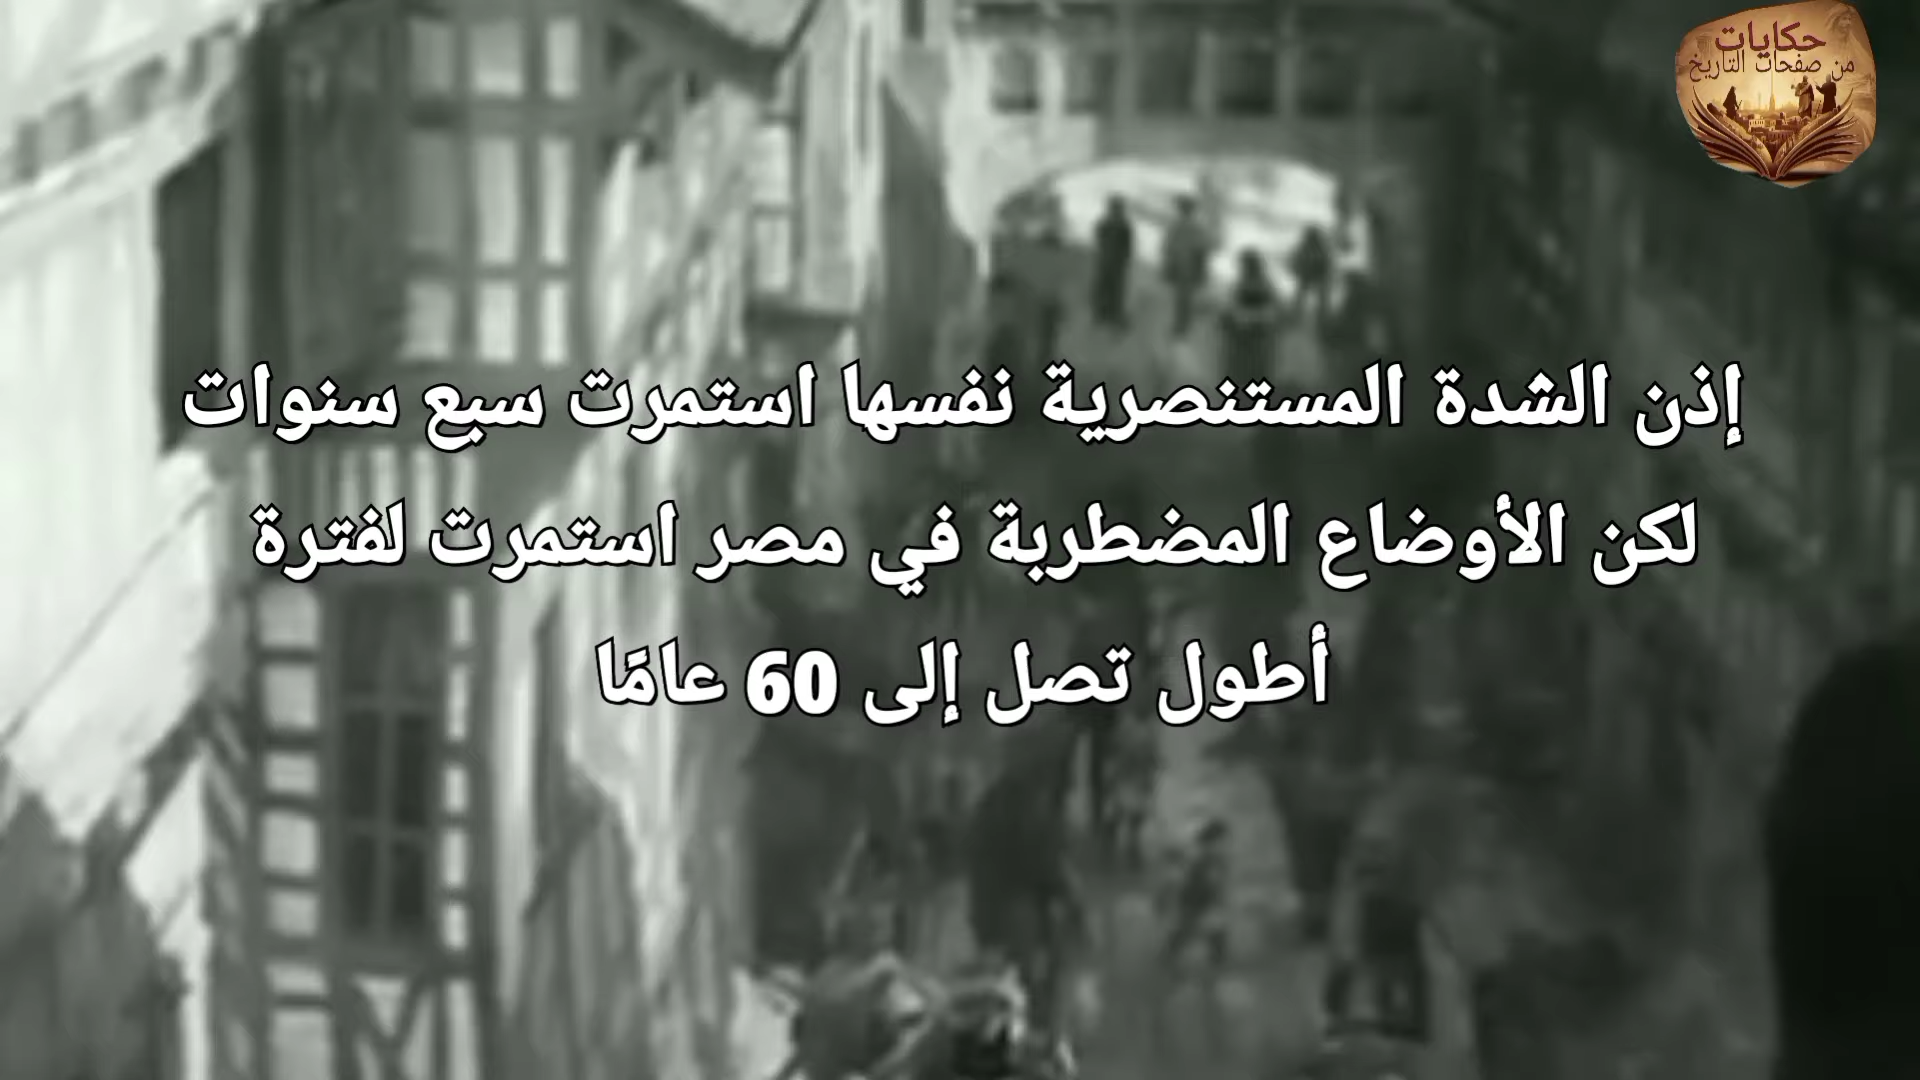 حكايات
من صفحات التاريخ
إذن الشدة المستنصرية نفسها استمرت سبع سنوات
لكن الأوضاع المضطربة في مصر استمرت لفترة
أطول تصل إلى 60 عامًا